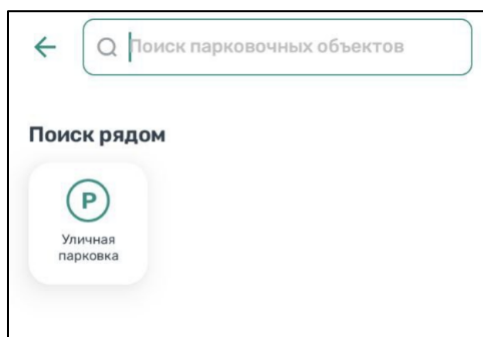 Поиск парковочных объектов
Поиск рядом
P
Уличная
парковка